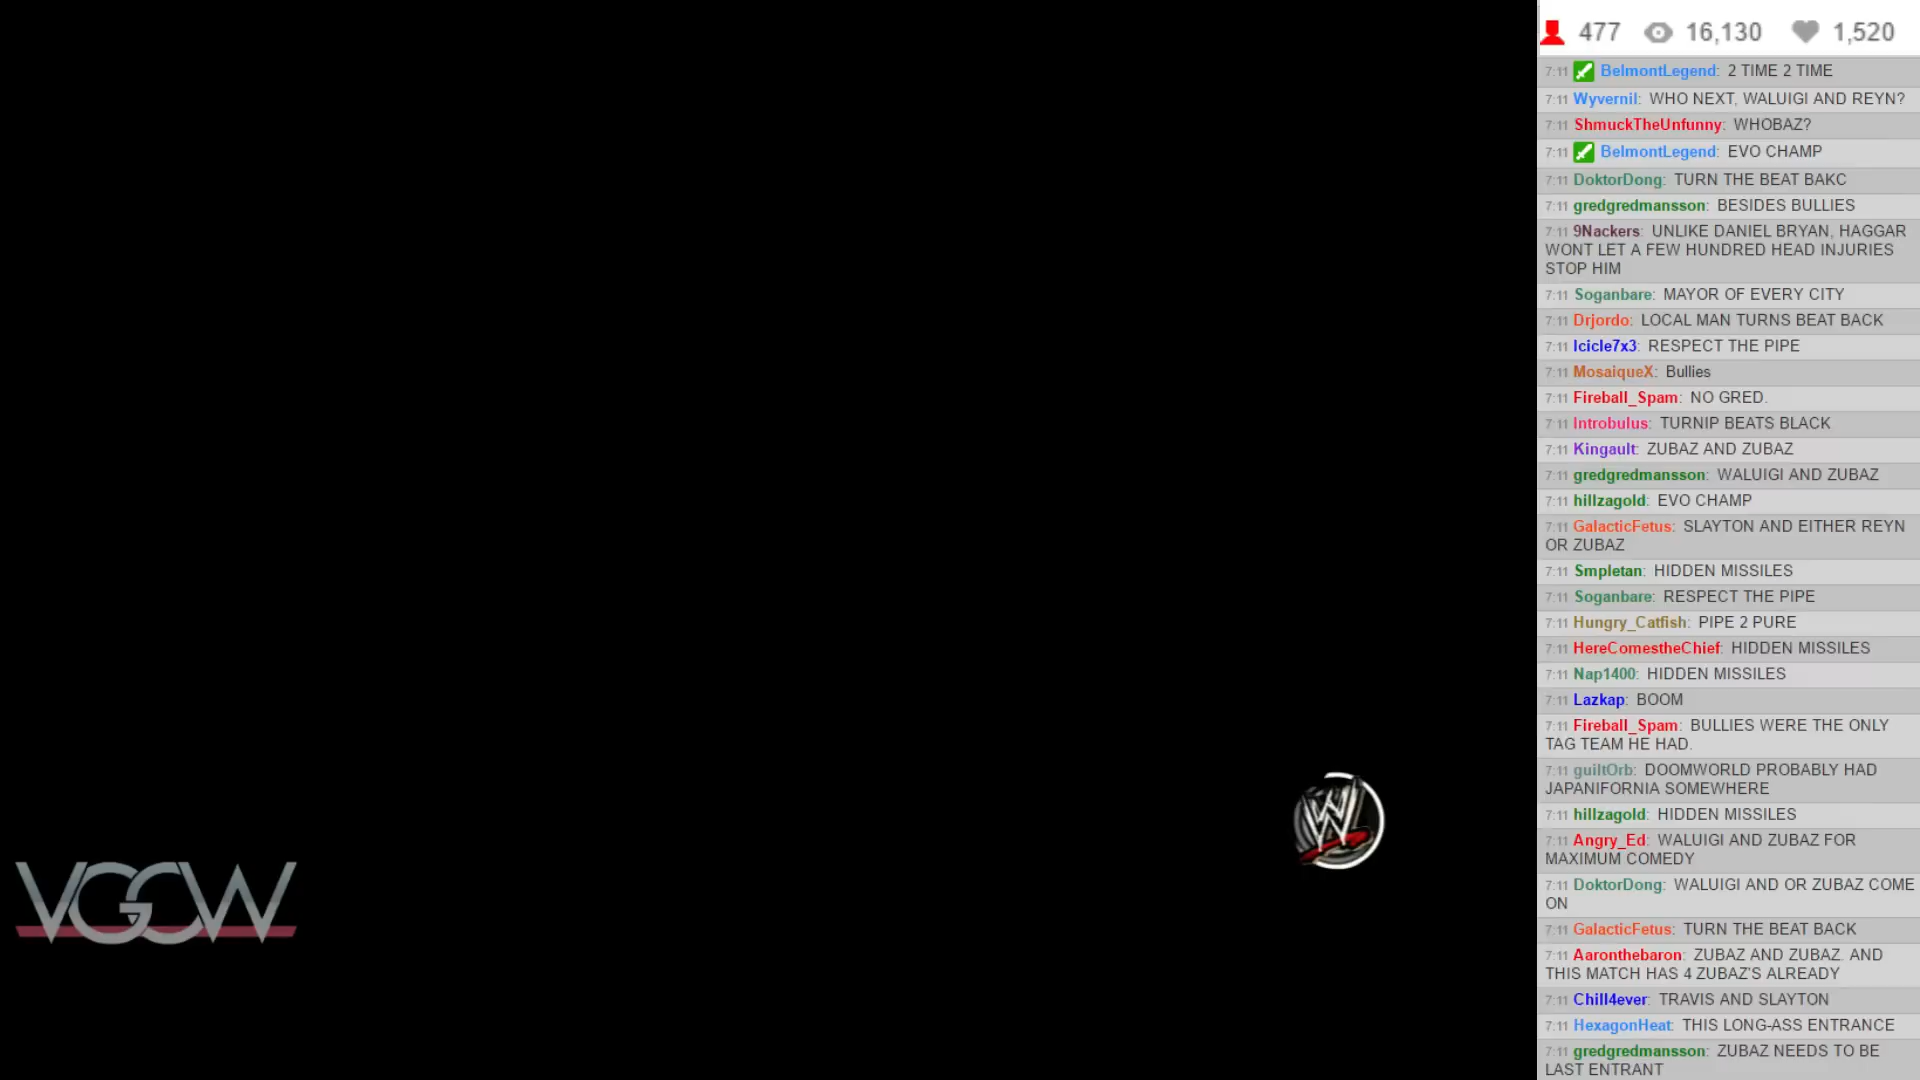 477 16,130 1,520
7:11 BelmontLegend: 2 TIME 2 TIME
7:11 Wyvernil: WHO NEXT, WALUIGI AND REYN?
7:11 ShmuckTheUnfunny: WHOBAZ?
7:11 BelmontLegend: EVO CHAMP
7:11 DoktorDong: TURN THE BEAT BAKC
7:11 gredgredmansson: BESIDES BULLIES
7:11 9Nackers: UNLIKE DANIEL BRYAN, HAGGAR
WONT LET A FEW HUNDRED HEAD INJURIES
STOP HIM
7:11 Soganbare: MAYOR OF EVERY CITY
7:11 Drjordo: LOCAL MAN TURNS BEAT BACK
7:11 Icicle7x3: RESPECT THE PIPE
7:11 MosaiqueX: Bullies
7:11 Fireball_Spam: NO GRED.
7:11 Introbulus: TURNIP BEATS BLACK
7:11 Kingault: ZUBAZ AND ZUBAZ
7:11 gredgredmansson: WALUIGI AND ZUBAZ
7:11 hillzagold: EVO CHAMP
7:11 GalacticFetus: SLAYTON AND EITHER REYN
OR ZUBAZ
7:11 Smpletan: HIDDEN MISSILES
7:11 Soganbare: RESPECT THE PIPE
7:11 Hungry_Catfish: PIPE 2 PURE
7:11 HereComestheChief: HIDDEN MISSILES
7:11 Nap1400: HIDDEN MISSILES
7:11 Lazkap: BOOM
7:11 Fireball_Spam: BULLIES WERE THE ONLY
TAG TEAM HE HAD.
7:11 guiltOrb: DOOMWORLD PROBABLY HAD
JAPANIFORNIA SOMEWHERE
7:11 hillzagold: HIDDEN MISSILES
7:11 Angry_Ed: WALUIGI AND ZUBAZ FOR
MAXIMUM COMEDY
7:11 DoktorDong: WALUIGI AND OR ZUBAZ COME
ON
7:11 GalacticFetus: TURN THE BEAT BACK
7:11 Aaronthebaron: ZUBAZ AND ZUBAZ. AND
THIS MATCH HAS 4 ZUBAZ'S ALREADY
7:11 Chill4ever: TRAVIS AND SLAYTON
7:11 HexagonHeat: THIS LONG-ASS ENTRANCE
7:11 gredgredmansson: ZUBAZ NEEDS TO BE
LAST ENTRANT
W
VGCW